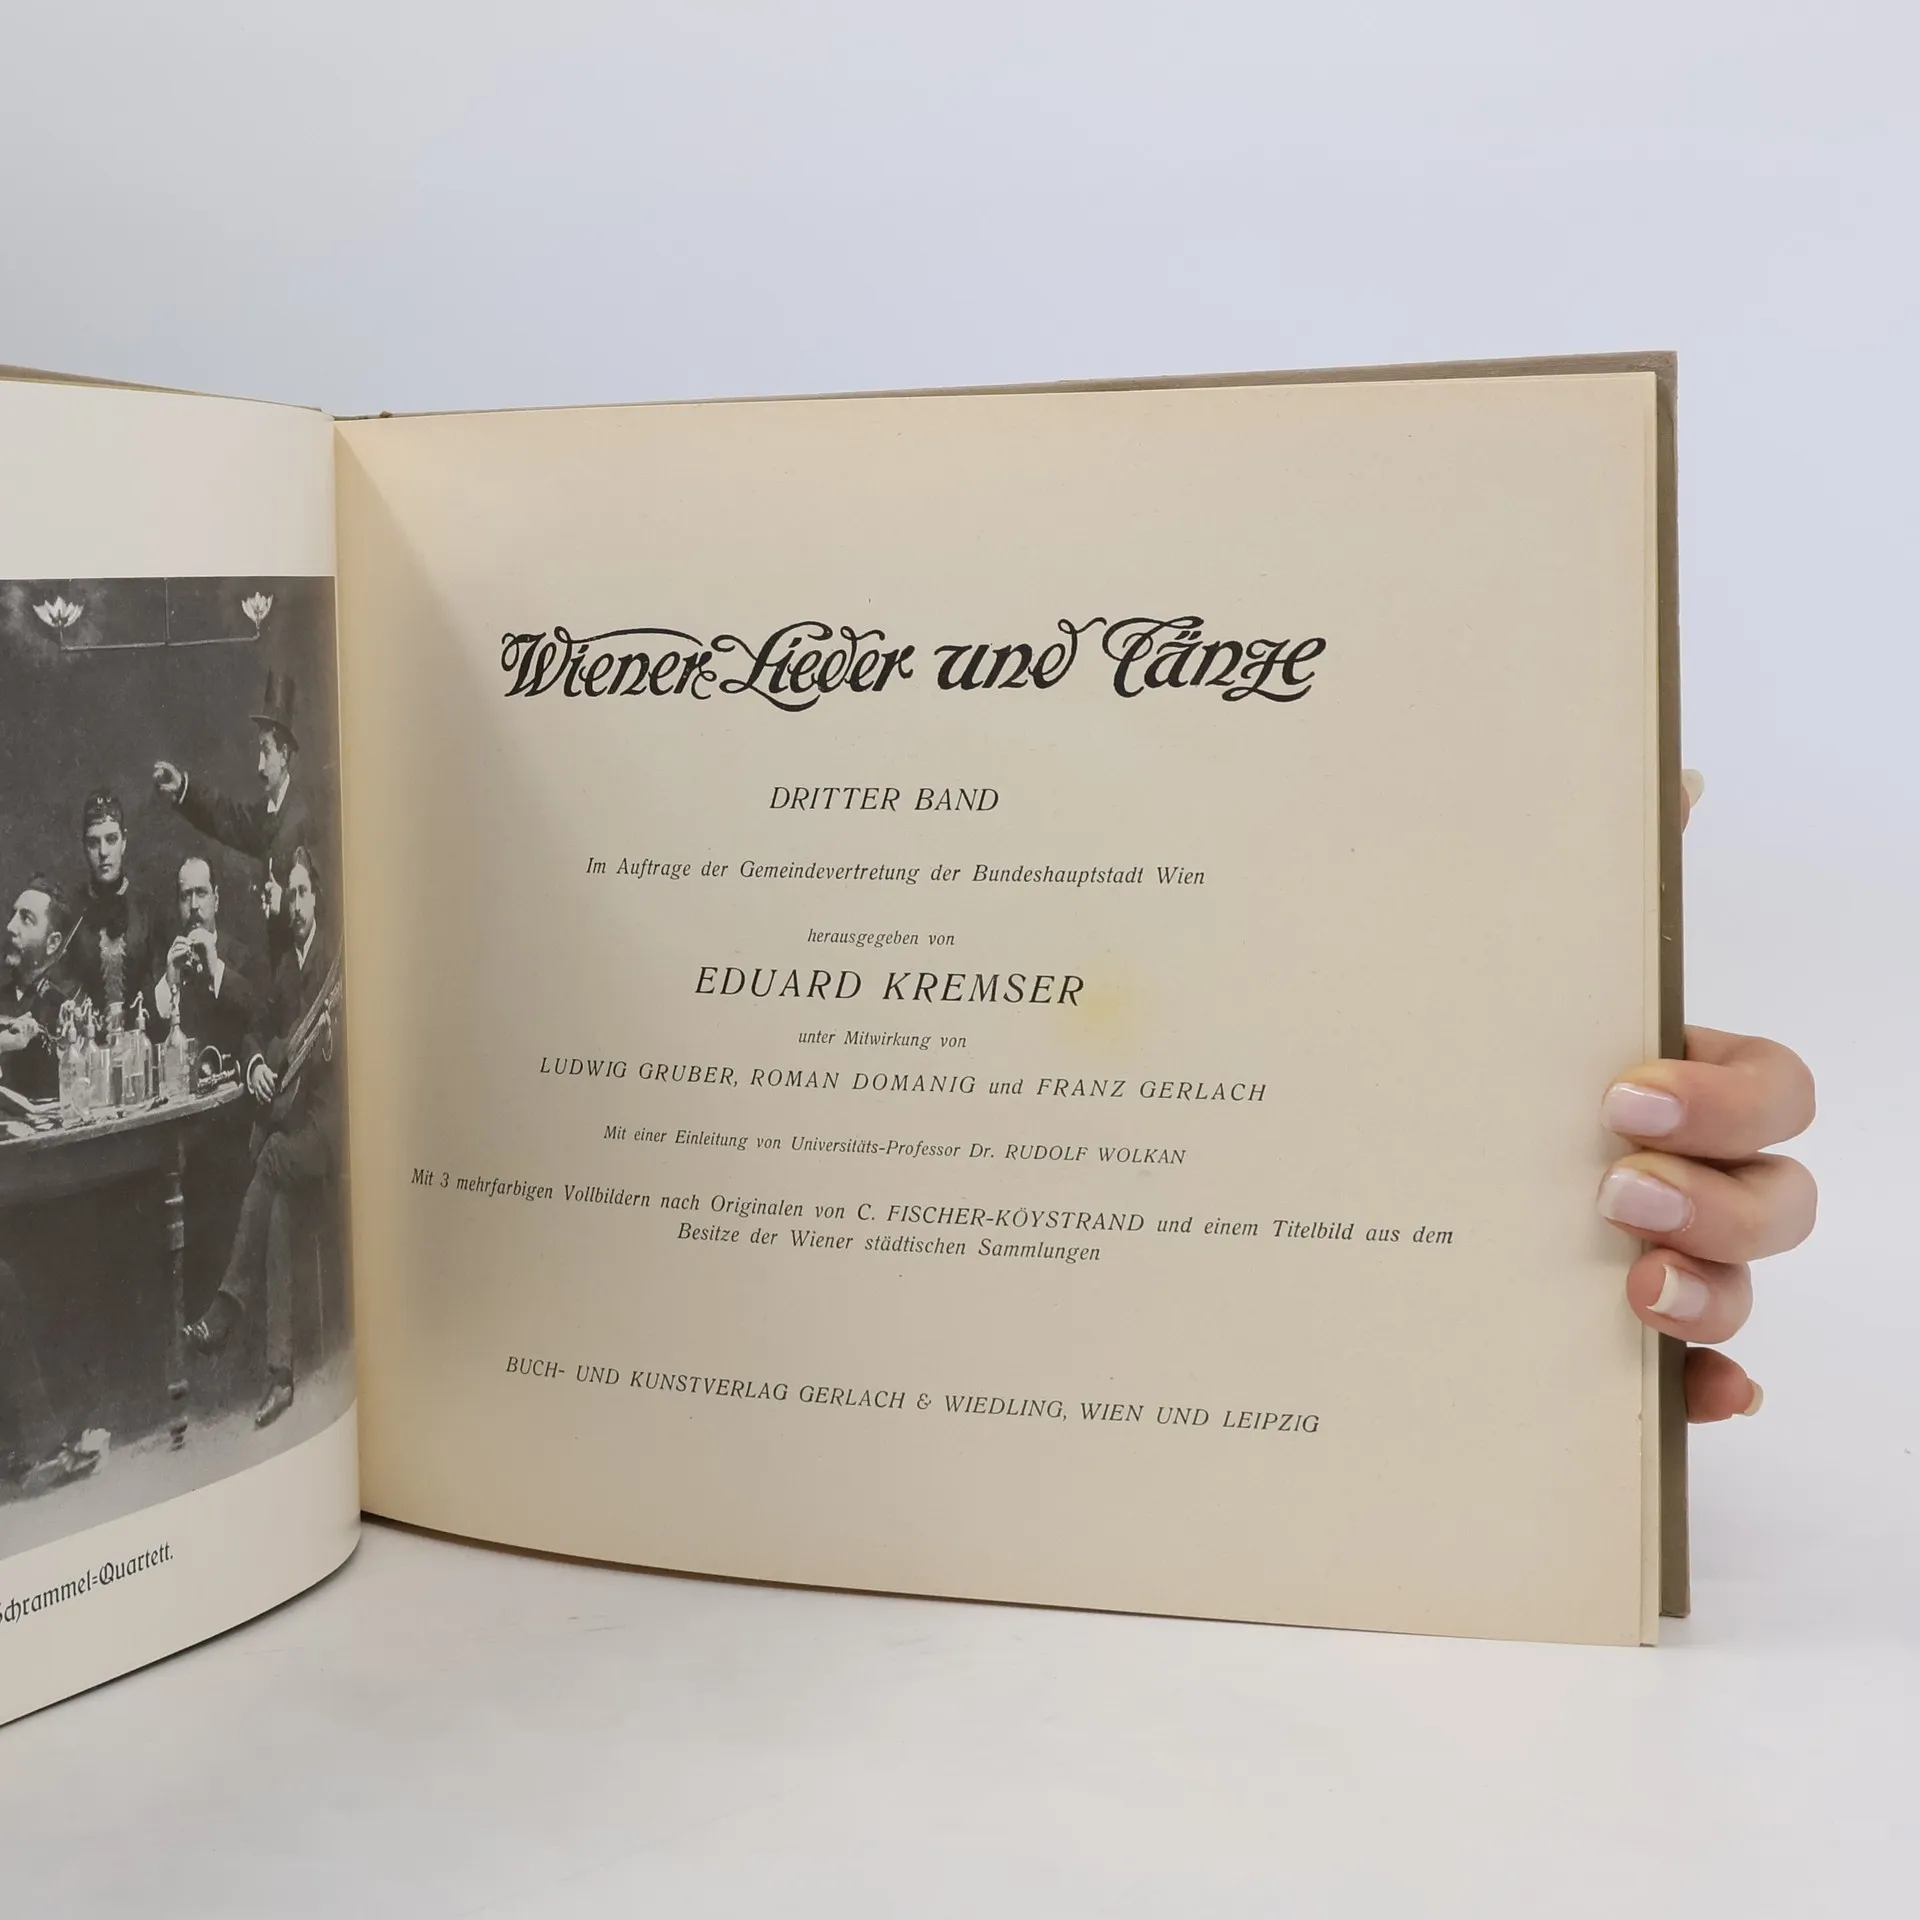 Schrammel=Quartett.
Wiener Lieder und Tänze
DRITTER BAND
Im Auftrage der Gemeindevertretung der Bundeshauptstadt Wien
herausgegeben von
EDUARD KREMSER
unter Mitwirkung von
LUDWIG GRUBER, ROMAN DOMANIG und FRANZ GERLACH
Mit einer Einleitung von Universitäts-Professor Dr. RUDOLF WOLKAN
Mit 3 mehrfarbigen Vollbildern nach Originalen von C. FISCHER-KÖYSTRAND und einem Titelbild aus dem
Besitze der Wiener städtischen Sammlungen
BUCH- UND KUNSTVERLAG GERLACH & WIEDLING, WIEN UND LEIPZIG